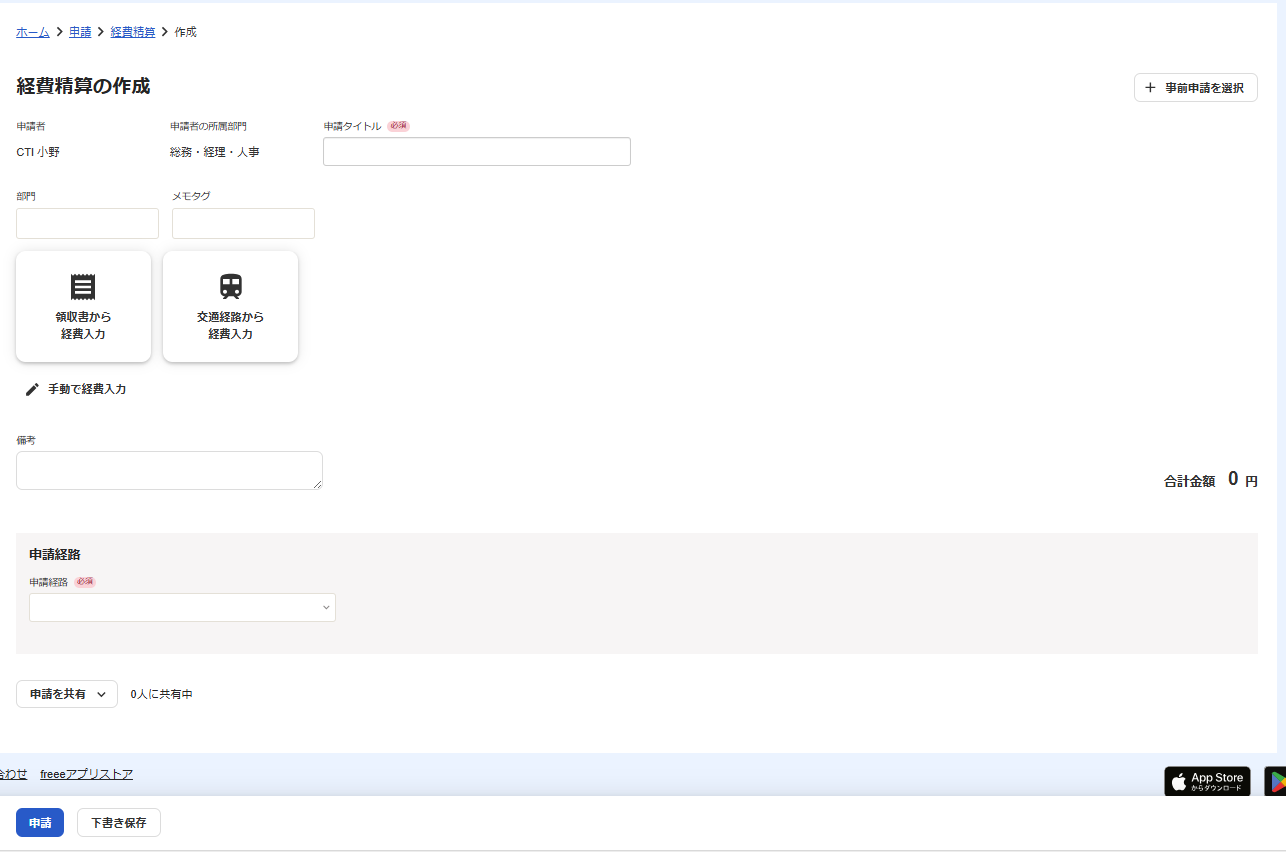 ホーム 申請 経費精算 作成
経費精算の作成
+ 事前申請を選択
申請者 申請者の所属部門 申請タイトル 必須
CTI 小野 総務・経理・人事
部門 メモタグ
領収書から
経費入力
交通経路から
経費入力
手動で経費入力
備考
合計金額 0 円
申請経路
申請経路 必須
申請を共有 0人に共有中
合わせ freeeアプリストア
App Store
からダウンロード
申請 下書き保存